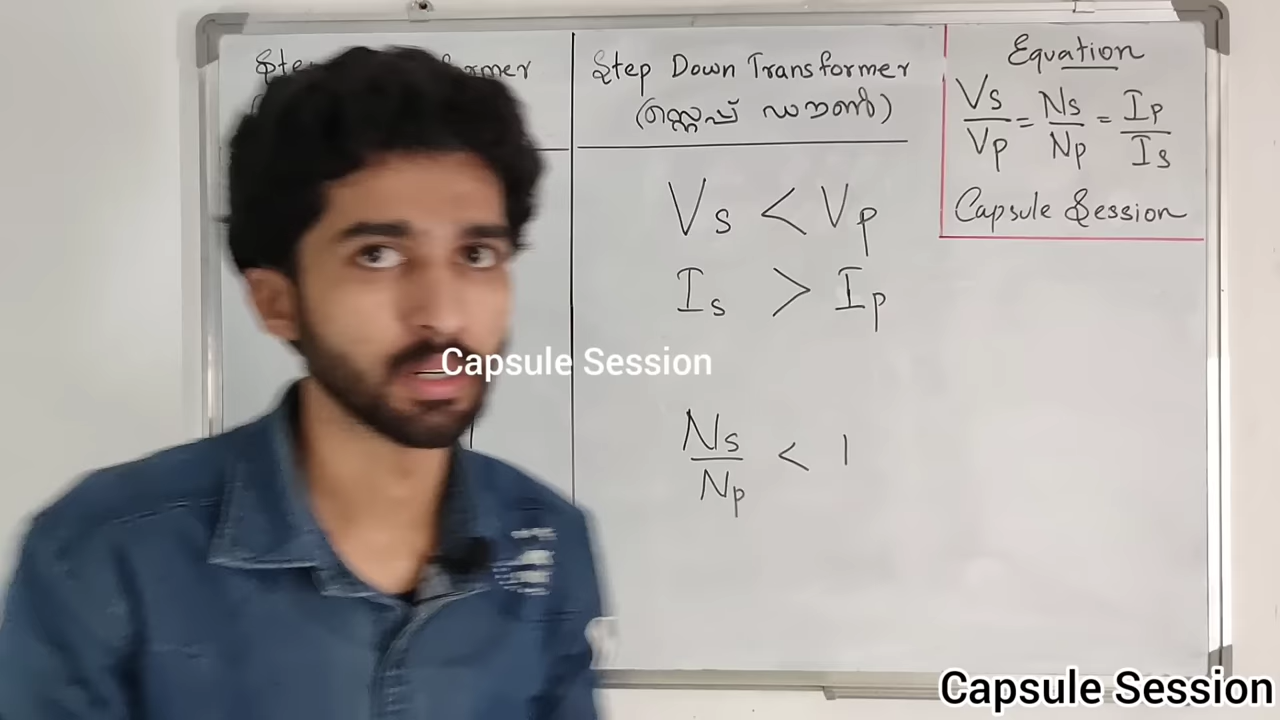 Step Down Transformer
(സ്റ്റെപ്പ് ഡൗൺ)
Vs < Vp
Is > Ip
Ns/Np < 1
Equation
Vs/Vp = Ns/Np = Ip/Is
Capsule Session
Capsule Session
Capsule Session